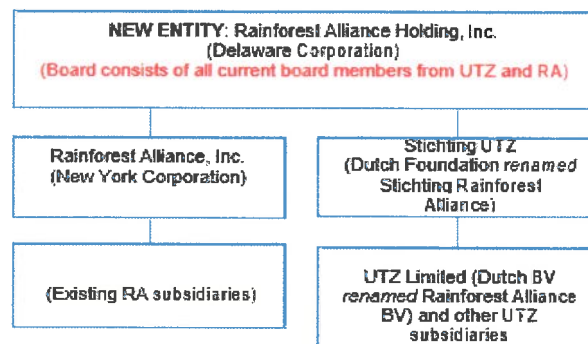 NEW ENTITY: Rainforest Alliance Holding, Inc.
(Delaware Corporation)
(Board consists of all current board members from UTZ and RA)
Rainforest Alliance, Inc.
(New York Corporation)
Stichting UTZ
(Dutch Foundation renamed
Stichting Rainforest
Alliance)
(Existing RA subsidiaries)
UTZ Limited (Dutch BV
renamed Rainforest Alliance
BV) and other UTZ
subsidiaries